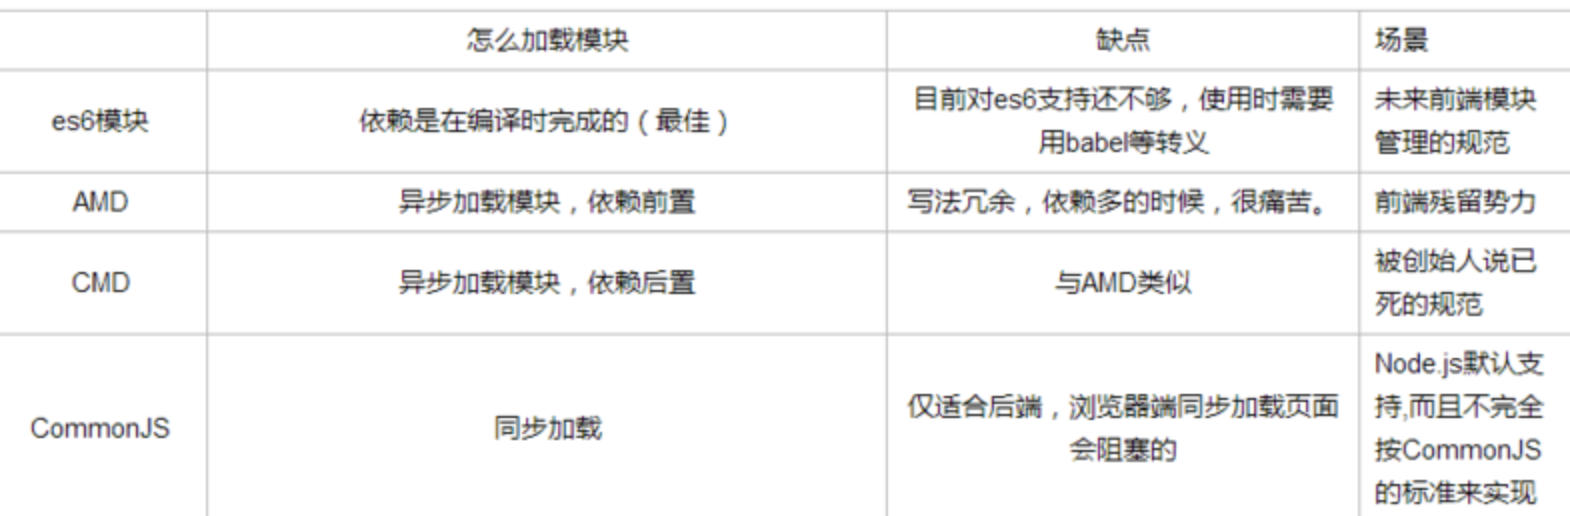 怎么加载模块
缺点
场景
es6模块
依赖是在编译时完成的（最佳）
目前对es6支持还不够，使用时需要
用babel等转义
未来前端模块
管理的规范
AMD
异步加载模块，依赖前置
写法冗余，依赖多的时候，很痛苦。
前端残留势力
CMD
异步加载模块，依赖后置
与AMD类似
被创始人说已
死的规范
CommonJS
同步加载
仅适合后端，浏览器端同步加载页面
会阻塞的
Node.js默认支
持,而且不完全
按CommonJS
的标准来实现